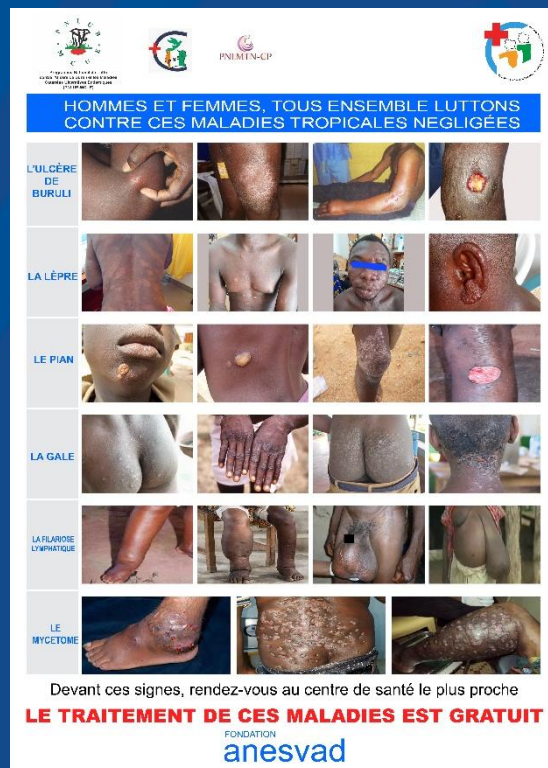 PNLMTN-CP
HOMMES ET FEMMES, TOUS ENSEMBLE LUTTONS
CONTRE CES MALADIES TROPICALES NEGLIGÉES
L'ULCÈRE
DE
BURULI
LA LÈPRE
LE PIAN
LA GALE
LA FILARIOSE
LYMPHATIQUE
LE
MYCETOME
Devant ces signes, rendez-vous au centre de santé le plus proche
LE TRAITEMENT DE CES MALADIES EST GRATUIT
FONDATION
anesvad